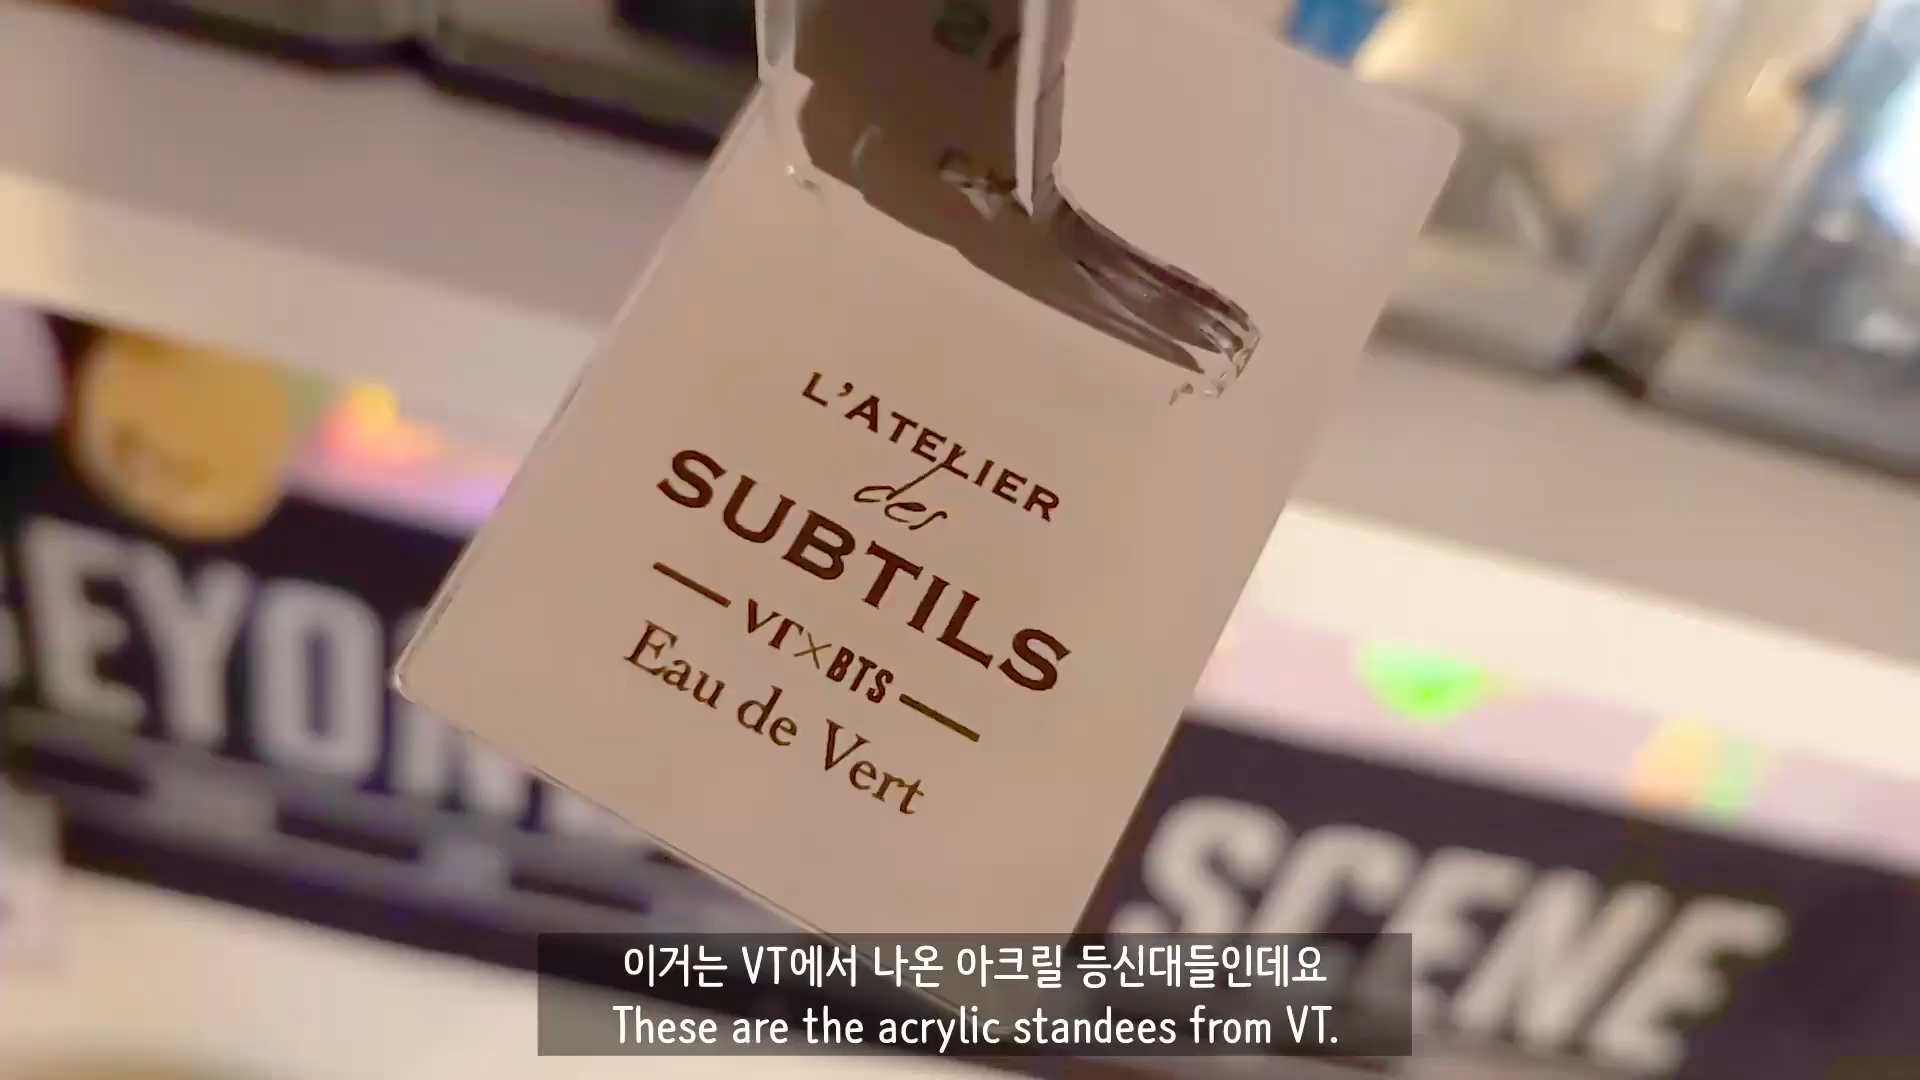 L'ATELIER
des
SUBTILS
VT×BTS
Eau de Vert
SCENE
이거는 VT에서 나온 아크릴 등신대들인데요
These are the acrylic standees from VT.